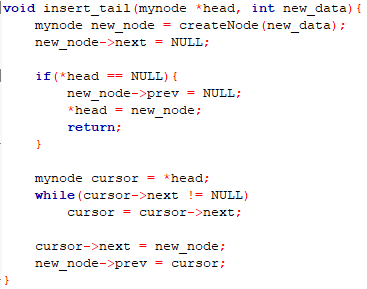 void insert_tail(mynode *head, int new_data){
    mynode new_node = createNode(new_data);
    new_node->next = NULL;

    if(*head == NULL){
        new_node->prev = NULL;
        *head = new_node;
        return;
    }

    mynode cursor = *head;
    while(cursor->next != NULL)
        cursor = cursor->next;

    cursor->next = new_node;
    new_node->prev = cursor;
}